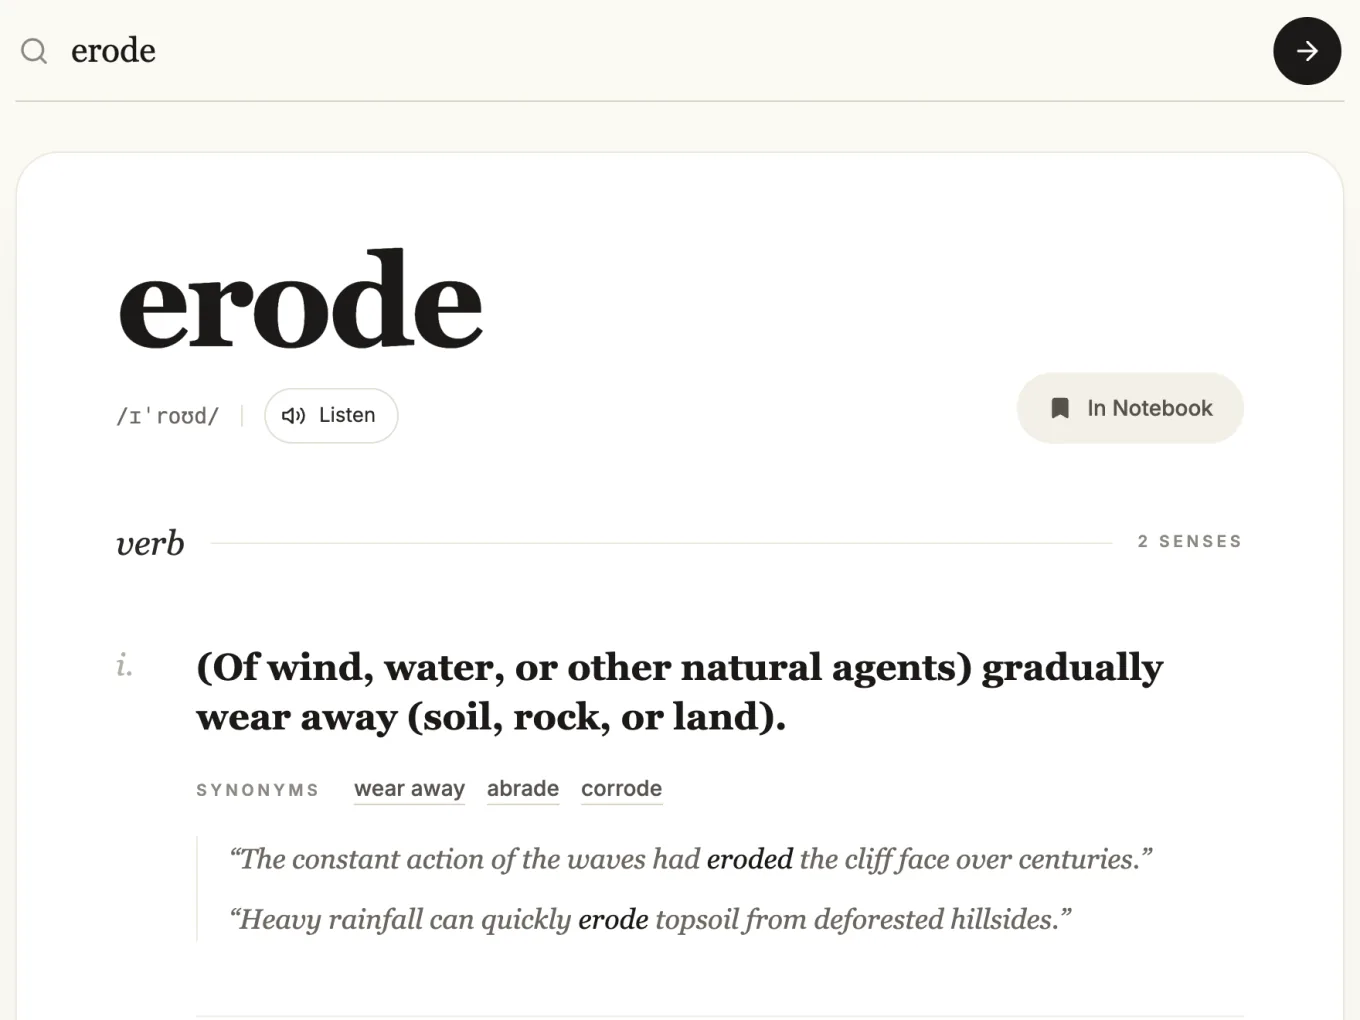 erode
erode
/ɪˈroʊd/
Listen
In Notebook
verb
2 SENSES
i.
(Of wind, water, or other natural agents) gradually
wear away (soil, rock, or land).
SYNONYMS wear away abrade corrode
“The constant action of the waves had eroded the cliff face over centuries.”
“Heavy rainfall can quickly erode topsoil from deforested hillsides.”